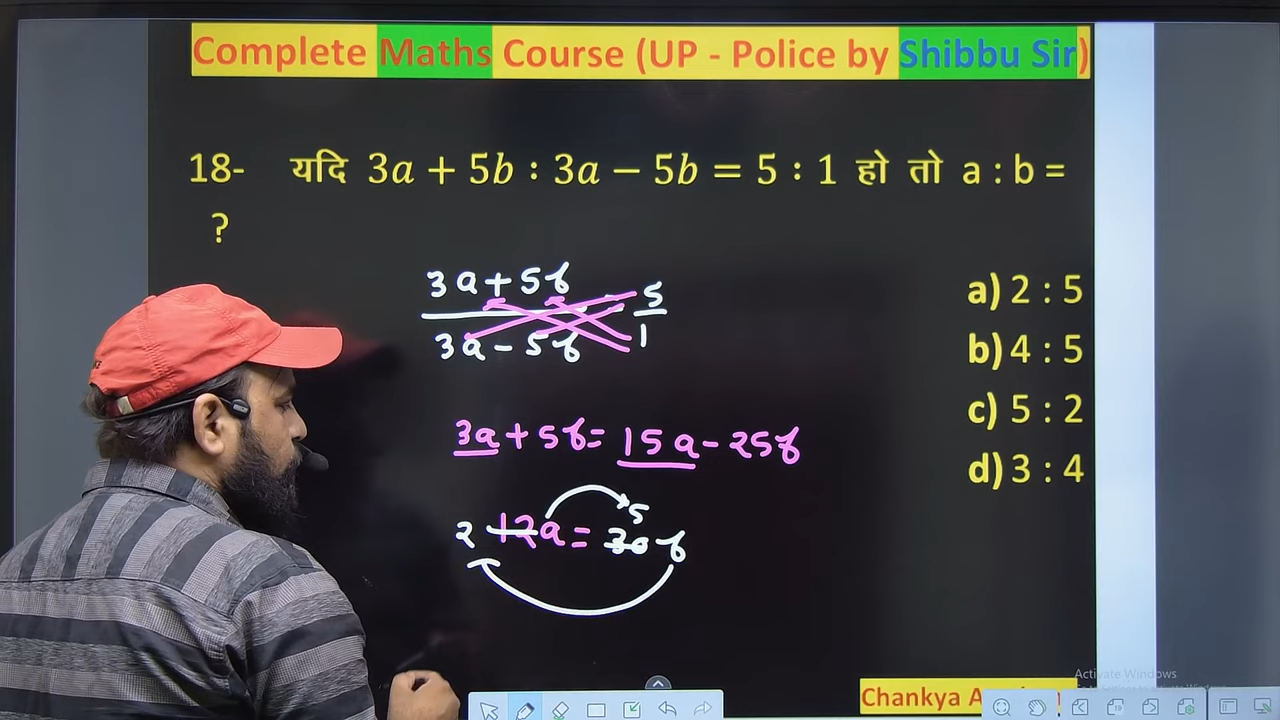 Complete Maths Course (UP - Police by Shibbu Sir)
18- यदि 3a + 5b : 3a − 5b = 5 : 1 हो तो a : b =
?
3a+5b
5
3a-5b
1
a) 2 : 5
b) 4 : 5
c) 5 : 2
d) 3 : 4
3a+5b= 15a-25b
5
2 12a= 30b
Activate Windows
Chankya A